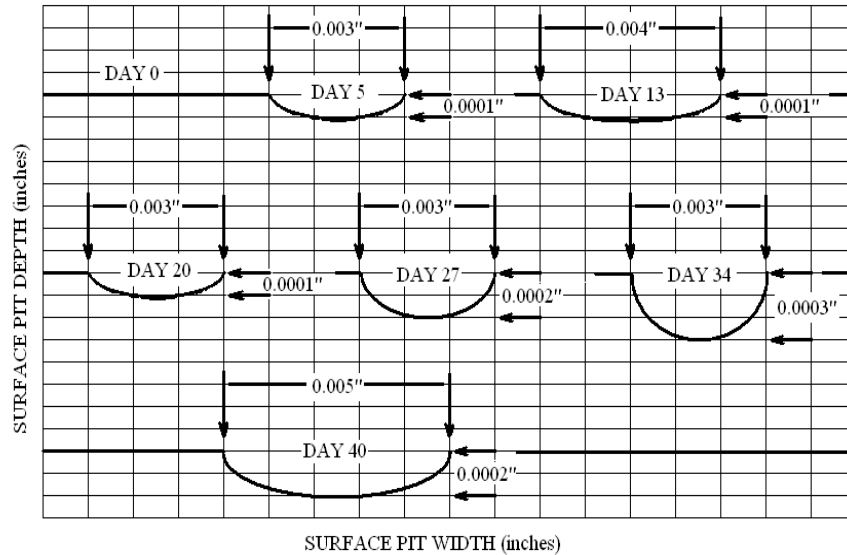 0.003" 0.004"
DAY 0
DAY 5 DAY 13
0.0001" 0.0001"
0.003" 0.003" 0.003"
DAY 20 DAY 27 DAY 34
0.0001" 0.0002" 0.0003"
0.005"
DAY 40
0.0002"
SURFACE PIT DEPTH (inches)
SURFACE PIT WIDTH (inches)